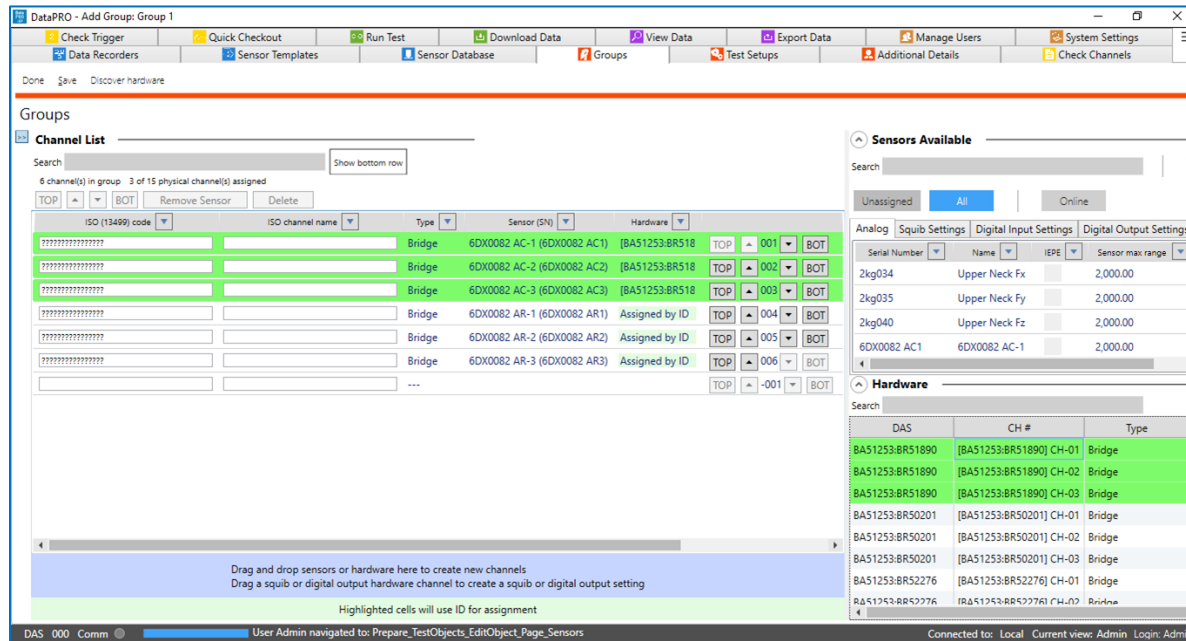 DataPRO - Add Group: Group 1
Check Trigger Quick Checkout Run Test Download Data View Data Export Data Manage Users System Settings
Data Recorders Sensor Templates Sensor Database Groups Test Setups Additional Details Check Channels
Done Save Discover hardware
Groups
>>
Channel List
Search
Show bottom row
6 channel(s) in group 3 of 15 physical channel(s) assigned
TOP BOT Remove Sensor Delete
ISO (13499) code ISO channel name Type Sensor (SN) Hardware
???????????????? Bridge 6DX0082 AC-1 (6DX0082 AC1) [BA51253:BR518 TOP 001 BOT
???????????????? Bridge 6DX0082 AC-2 (6DX0082 AC2) [BA51253:BR518 TOP 002 BOT
???????????????? Bridge 6DX0082 AC-3 (6DX0082 AC3) [BA51253:BR518 TOP 003 BOT
???????????????? Bridge 6DX0082 AR-1 (6DX0082 AR1) Assigned by ID TOP 004 BOT
???????????????? Bridge 6DX0082 AR-2 (6DX0082 AR2) Assigned by ID TOP 005 BOT
???????????????? Bridge 6DX0082 AR-3 (6DX0082 AR3) Assigned by ID TOP 006 BOT
--- TOP -001 BOT
Drag and drop sensors or hardware here to create new channels
Drag a squib or digital output hardware channel to create a squib or digital output setting
Highlighted cells will use ID for assignment
Sensors Available
Search
Unassigned All Online
Analog Squib Settings Digital Input Settings Digital Output Settings
Serial Number Name IEPE Sensor max range
2kg034 Upper Neck Fx 2,000.00
2kg035 Upper Neck Fy 2,000.00
2kg040 Upper Neck Fz 2,000.00
6DX0082 AC1 6DX0082 AC-1 2,000.00
Hardware
Search
DAS CH # Type
BA51253:BR51890 [BA51253:BR51890] CH-01 Bridge
BA51253:BR51890 [BA51253:BR51890] CH-02 Bridge
BA51253:BR51890 [BA51253:BR51890] CH-03 Bridge
BA51253:BR50201 [BA51253:BR50201] CH-01 Bridge
BA51253:BR50201 [BA51253:BR50201] CH-02 Bridge
BA51253:BR50201 [BA51253:BR50201] CH-03 Bridge
BA51253:BR52276 [BA51253:BR52276] CH-01 Bridge
BA51253:BR52276 [BA51253:BR52276] CH-02 Bridge
DAS 000 Comm User Admin navigated to: Prepare_TestObjects_EditObject_Page_Sensors Connected to: Local Current view: Admin Login: Adm